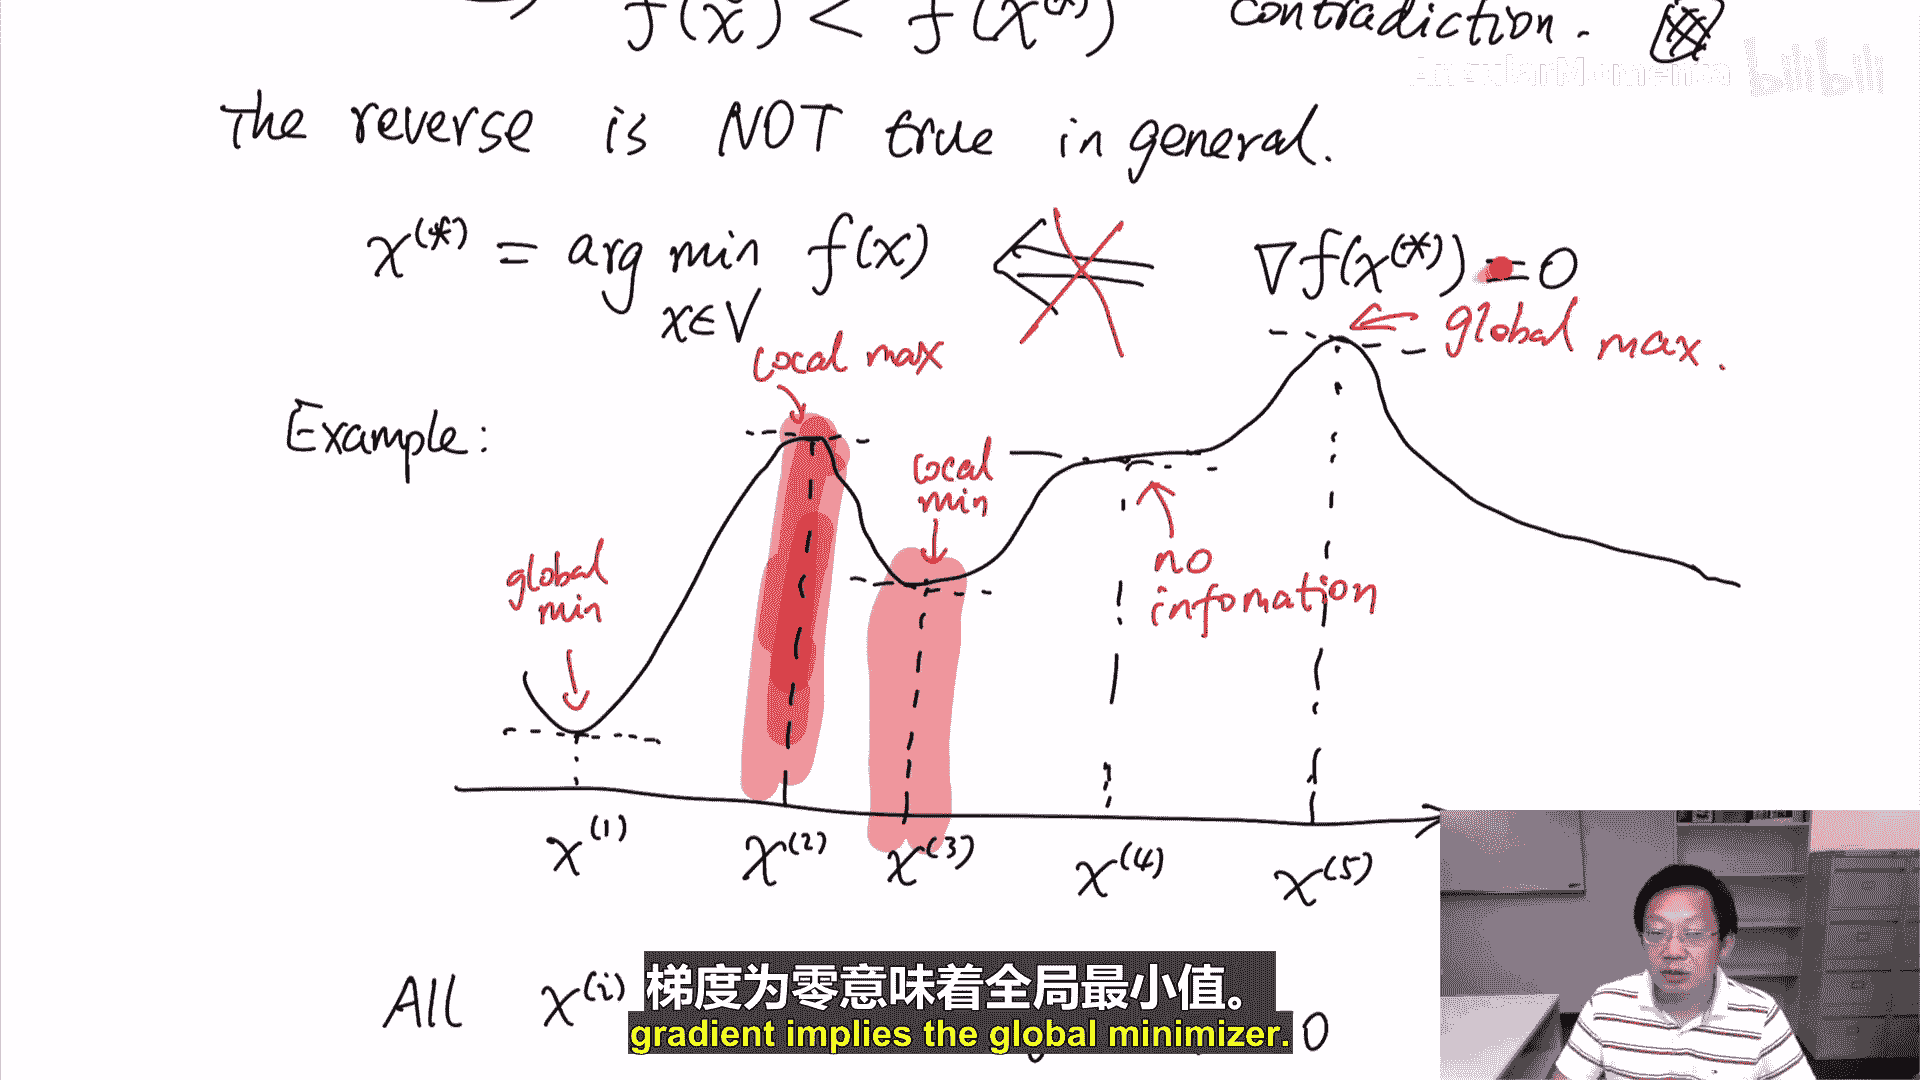 f(x̃) < f(x^(*)) contradiction.
AngularMomenta bilibili
The reverse is NOT true in general.
x^(*) = arg min f(x) ⇐ ∇f(x^(*)) = 0
x∈V
local max
global max.
Example:
local
min
no
infomation
global
min
x^(1) x^(2) x^(3) x^(4) x^(5)
All x^(i)
0
梯度为零意味着全局最小值。
gradient implies the global minimizer.